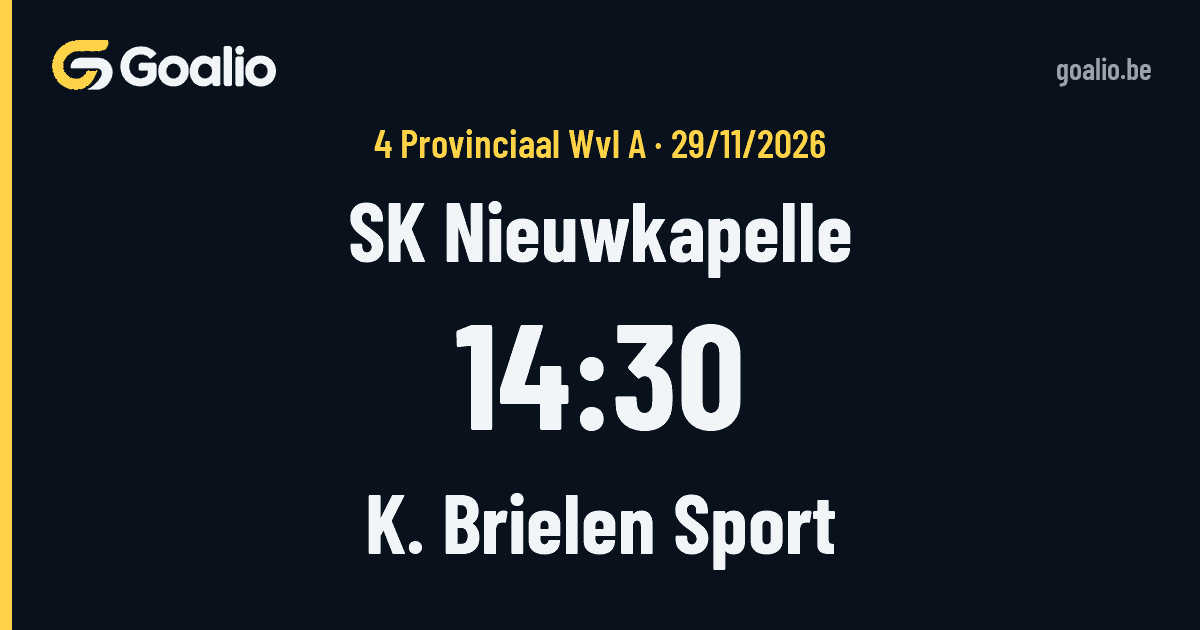 Goalio
goalio.be
4 Provinciaal Wvl A · 29/11/2026
SK Nieuwkapelle
14:30
K. Brielen Sport